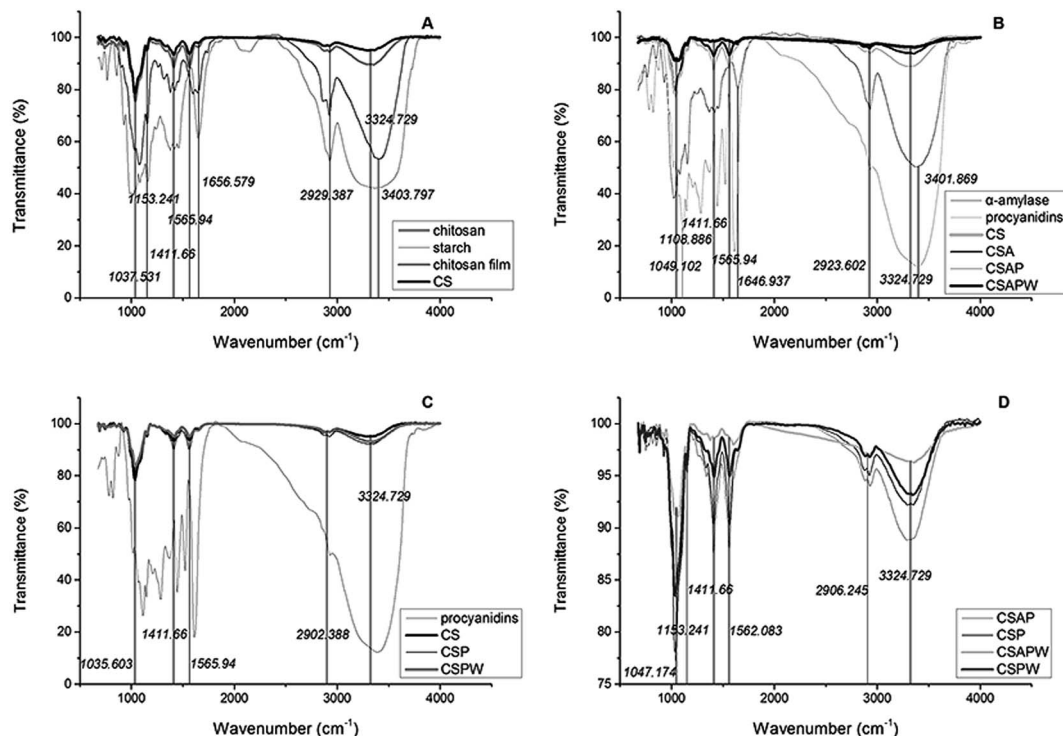 A
100
80
60
40
20
0
Transmittance (%)
1000
2000
3000
4000
Wavenumber (cm-1)
3324.729
1153.241
1656.579
2929.387
3403.797
1565.94
1411.66
1037.531
chitosan
starch
chitosan film
CS
B
100
80
60
40
20
0
Transmittance (%)
1000
2000
3000
4000
Wavenumber (cm-1)
3401.869
1411.66
1108.886
1565.94
2923.602
3324.729
1049.102
1646.937
α-amylase
procyanidins
CS
CSA
CSAP
CSAPW
C
100
80
60
40
20
0
Transmittance (%)
1000
2000
3000
4000
Wavenumber (cm-1)
3324.729
1411.66
2902.388
1035.603
1565.94
procyanidins
CS
CSP
CSPW
D
100
95
90
85
80
75
Transmittance (%)
1000
2000
3000
4000
Wavenumber (cm-1)
3324.729
1411.66
2906.245
1153.241
1562.083
1047.174
CSAP
CSP
CSAPW
CSPW